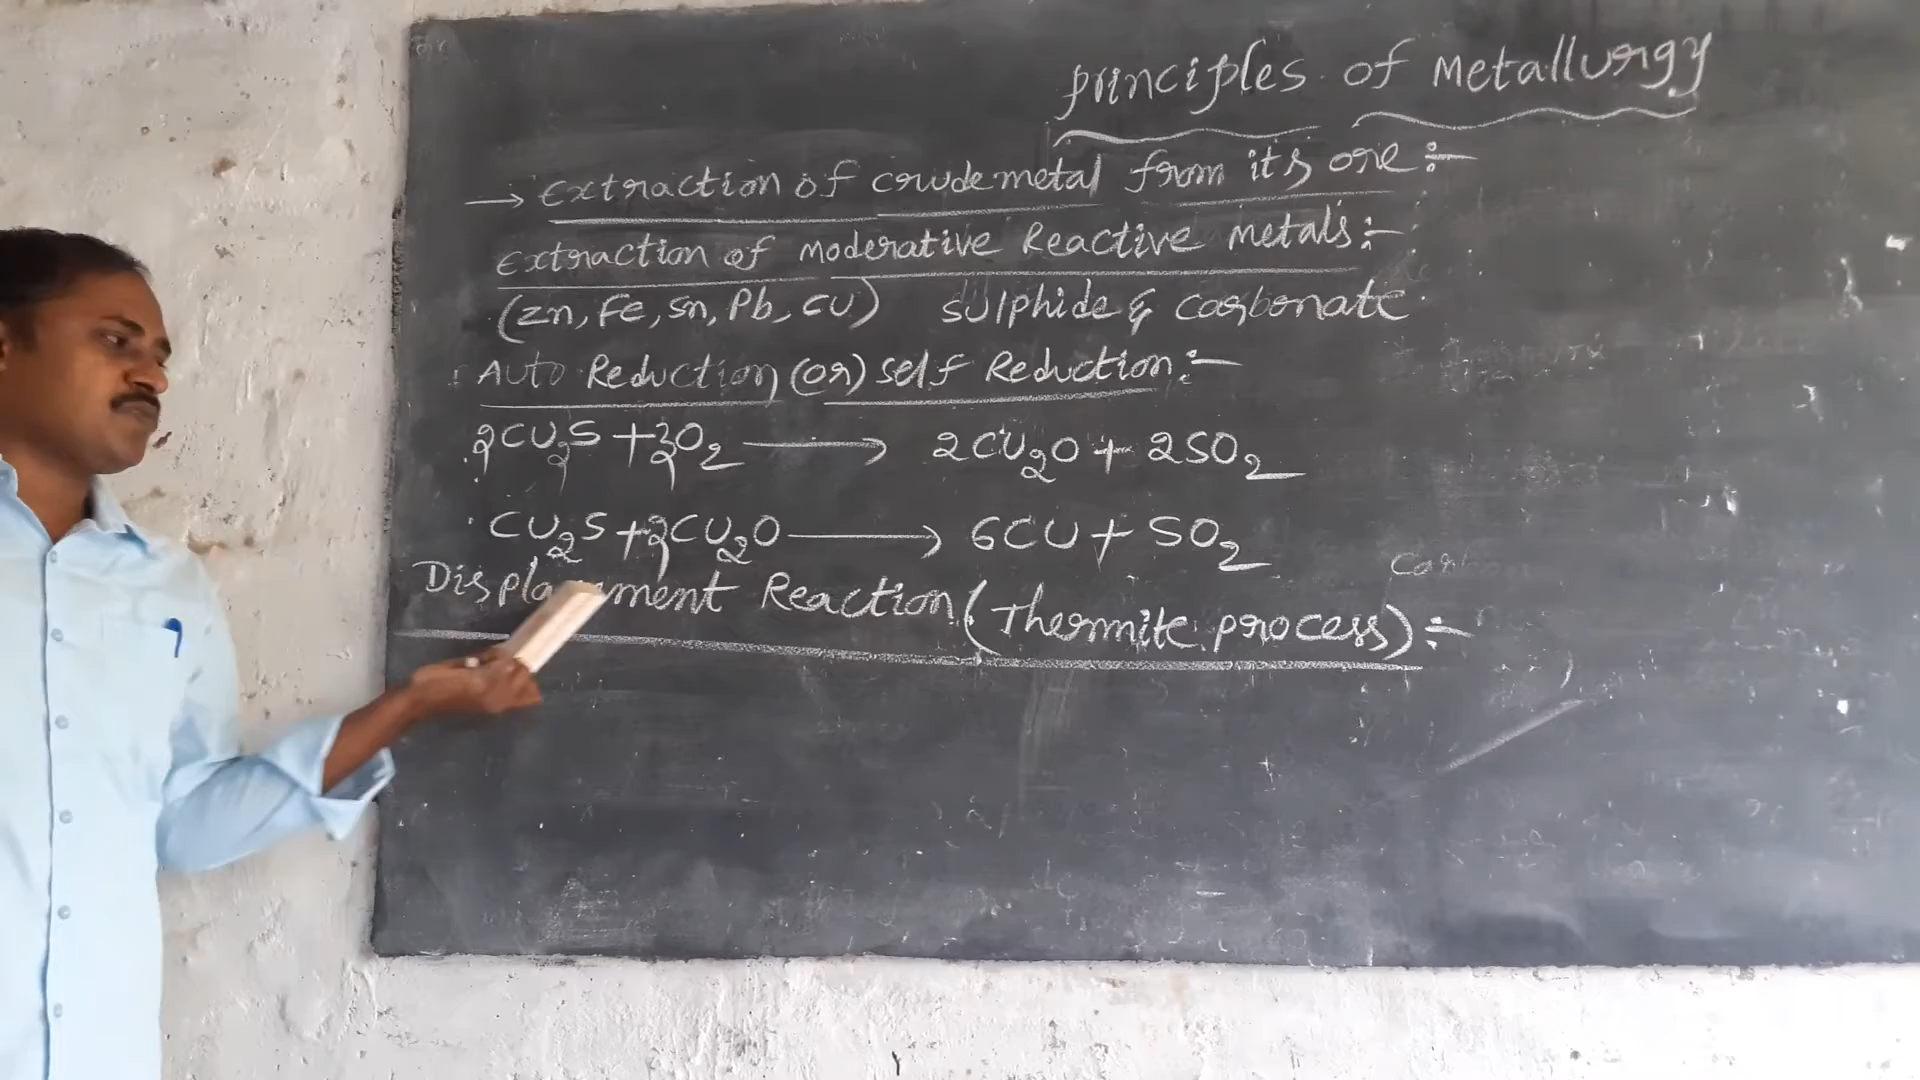 principles of Metallurgy
→ extraction of crude metal from its ore :-
extraction of Moderative Reactive Metals :-
(Zn, Fe, Sn, Pb, Cu) Sulphide & Carbonate.
Auto Reduction (or) self Reduction :-
2Cu₂S + 3O₂ ⟶ 2Cu₂O + 2SO₂
Cu₂S + 2Cu₂O ⟶ 6Cu + SO₂
Reaction (Thermite process) :-